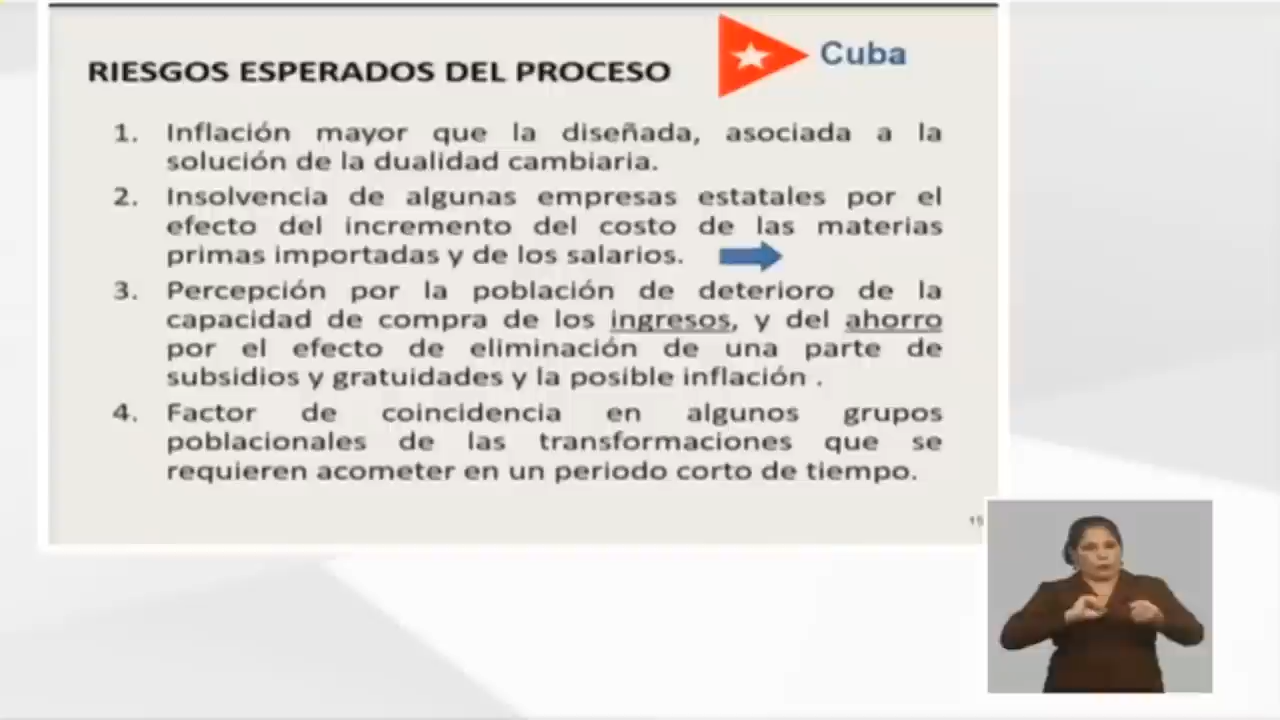 RIESGOS ESPERADOS DEL PROCESO
Cuba
1. Inflación mayor que la diseñada, asociada a la
solución de la dualidad cambiaria.
2. Insolvencia de algunas empresas estatales por el
efecto del incremento del costo de las materias
primas importadas y de los salarios.
3. Percepción por la población de deterioro de la
capacidad de compra de los ingresos, y del ahorro
por el efecto de eliminación de una parte de
subsidios y gratuidades y la posible inflación .
4. Factor de coincidencia en algunos grupos
poblacionales de las transformaciones que se
requieren acometer en un periodo corto de tiempo.